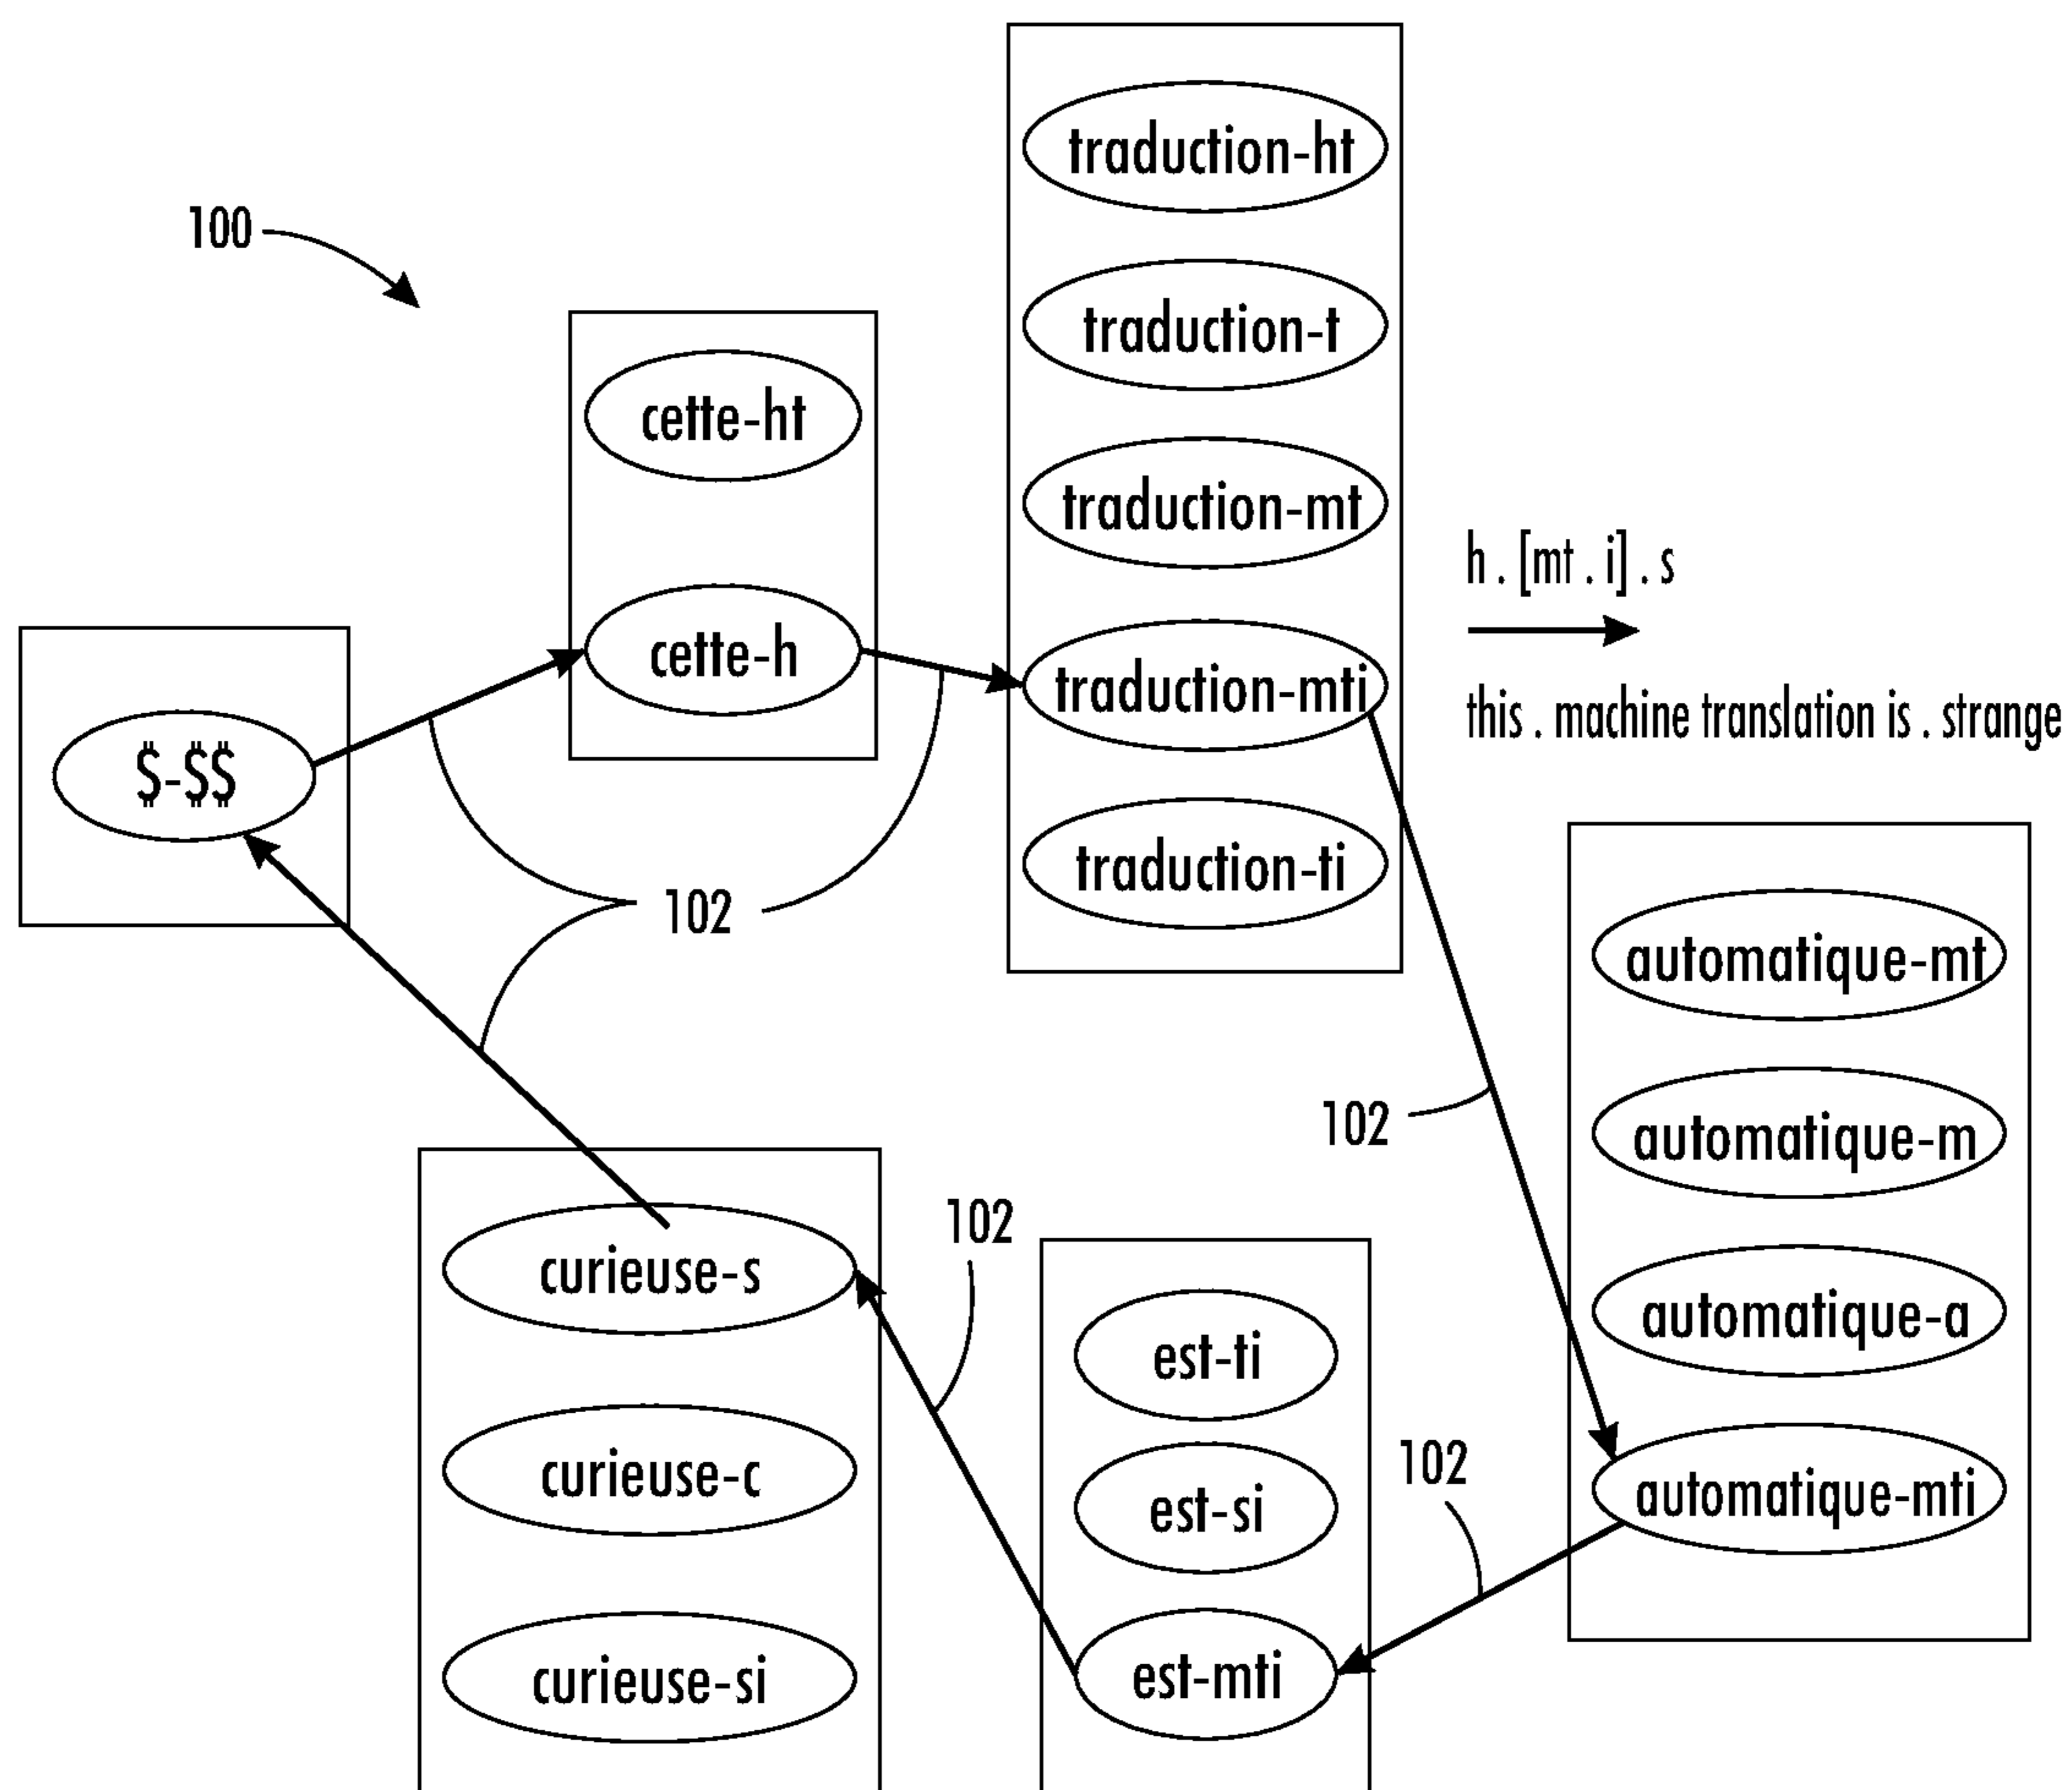 traduction-ht
100
traduction-t
cette-ht
traduction-mt
h . [mt . i] . s
cette-h
traduction-mti
this . machine translation is . strange
$-$$
traduction-ti
102
automatique-mt
102
automatique-m
102
curieuse-s
automatique-a
est-ti
curieuse-c
102
est-si
automatique-mti
curieuse-si
est-mti